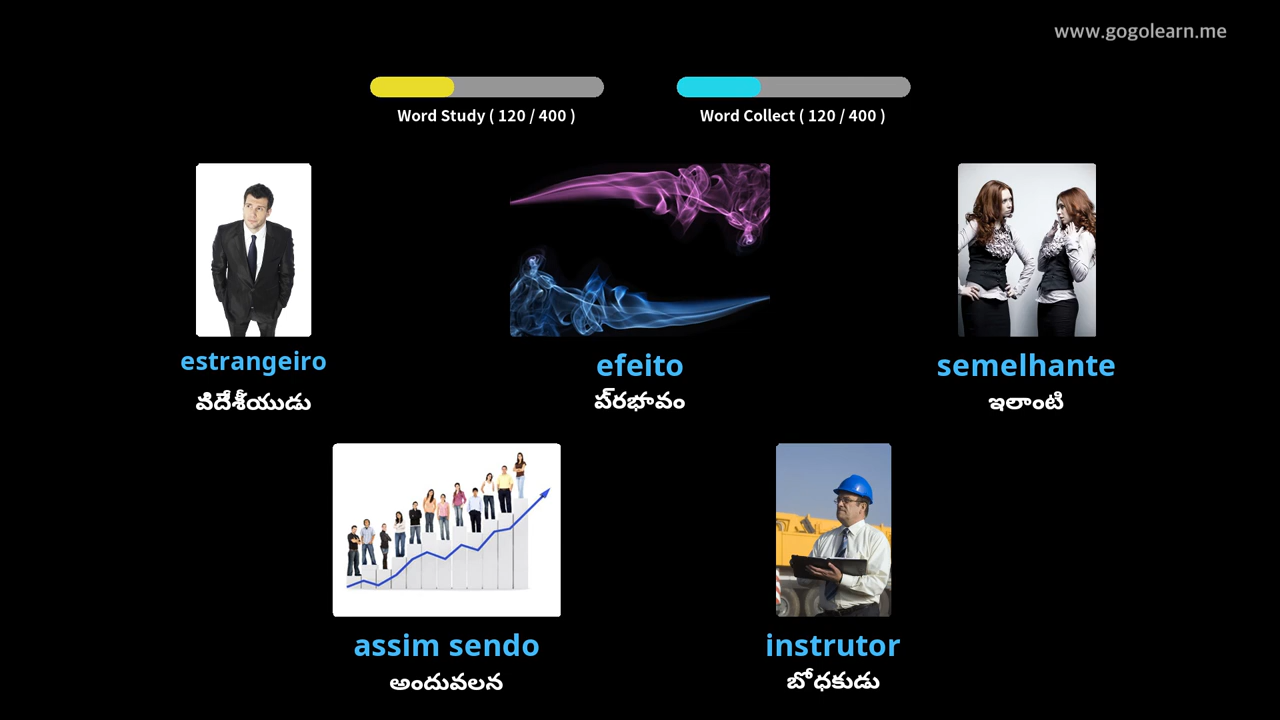 www.gogolearn.me
Word Study ( 120 / 400 )
Word Collect ( 120 / 400 )
estrangeiro
విదేశీయుడు
efeito
ప్రభావం
semelhante
ఇలాంటి
assim sendo
అందువలన
instrutor
బోధకుడు